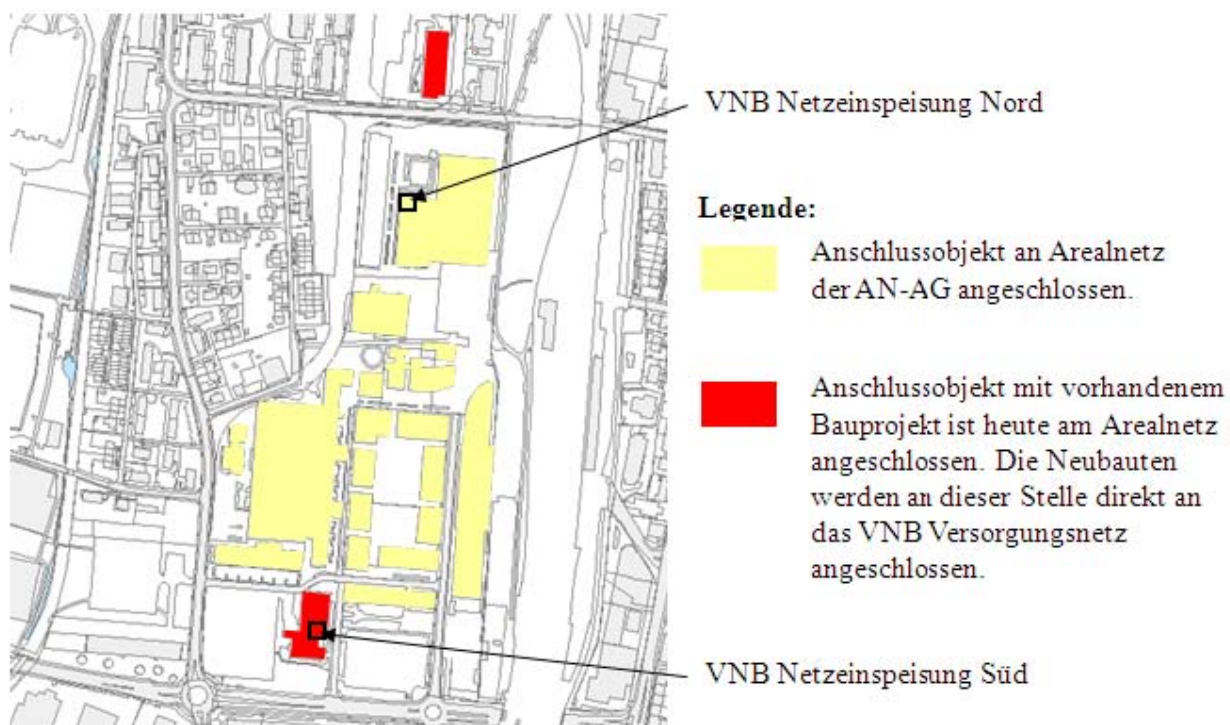 VNB Netzeinspeisung Nord
Legende:
Anschlussobjekt an Arealnetz
der AN-AG angeschlossen.
Anschlussobjekt mit vorhandenem
Bauprojekt ist heute am Arealnetz
angeschlossen. Die Neubauten
werden an dieser Stelle direkt an
das VNB Versorgungsnetz
angeschlossen.
VNB Netzeinspeisung Süd